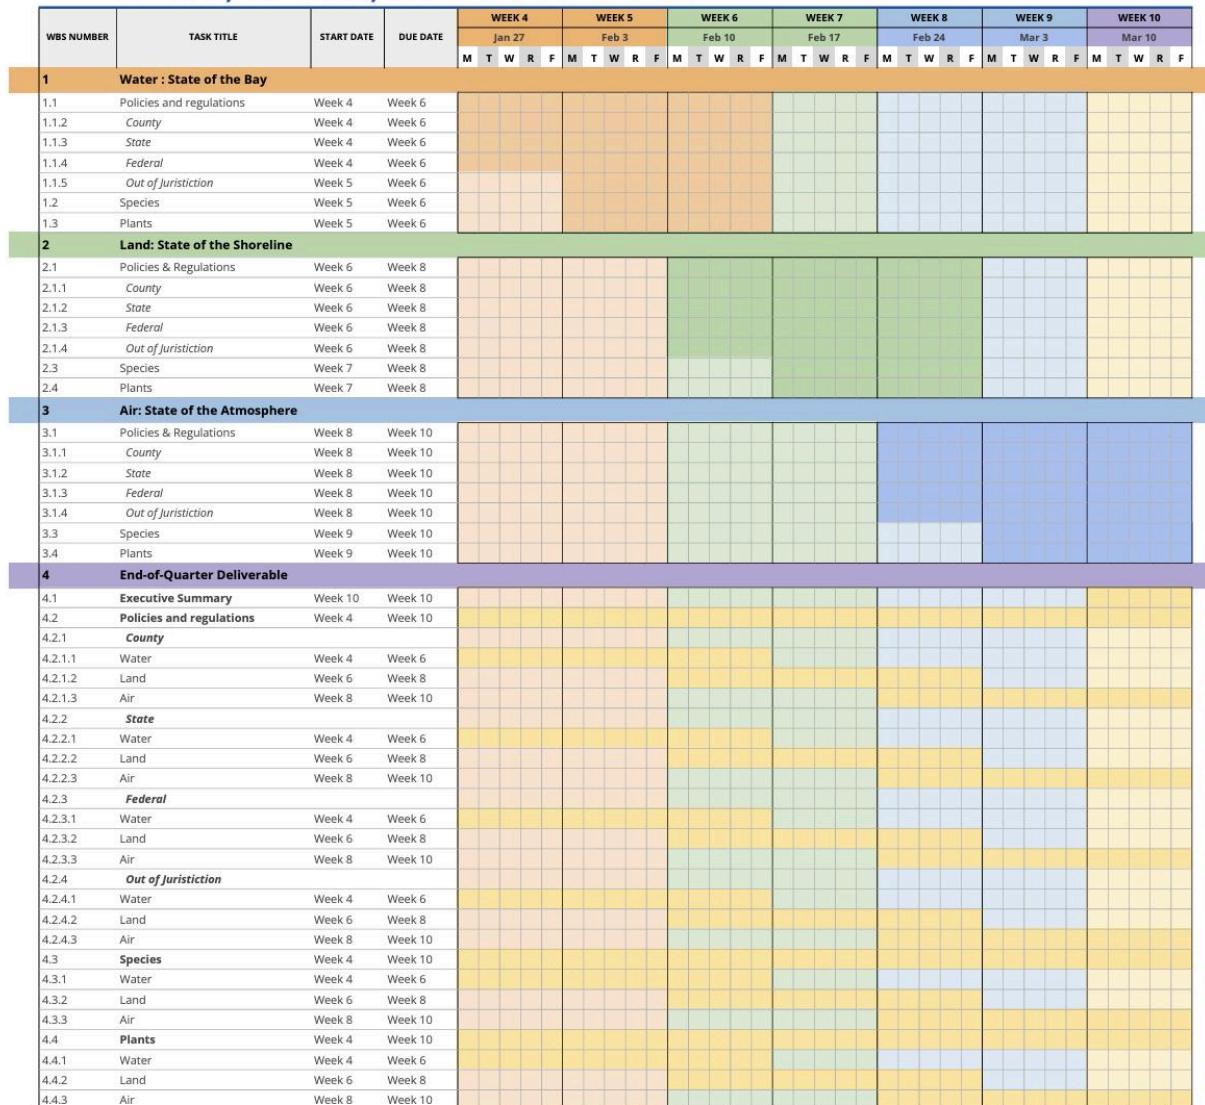 WEEK 4 WEEK 5 WEEK 6 WEEK 7 WEEK 8 WEEK 9 WEEK 10
WBS NUMBER TASK TITLE START DATE DUE DATE Jan 27 Feb 3 Feb 10 Feb 17 Feb 24 Mar 3 Mar 10
M T W R F M T W R F M T W R F M T W R F M T W R F M T W R F M T W R F
1 Water : State of the Bay
1.1 Policies and regulations Week 4 Week 6
1.1.2 County Week 4 Week 6
1.1.3 State Week 4 Week 6
1.1.4 Federal Week 4 Week 6
1.1.5 Out of Juristiction Week 5 Week 6
1.2 Species Week 5 Week 6
1.3 Plants Week 5 Week 6
2 Land: State of the Shoreline
2.1 Policies & Regulations Week 6 Week 8
2.1.1 County Week 6 Week 8
2.1.2 State Week 6 Week 8
2.1.3 Federal Week 6 Week 8
2.1.4 Out of Juristiction Week 6 Week 8
2.3 Species Week 7 Week 8
2.4 Plants Week 7 Week 8
3 Air: State of the Atmosphere
3.1 Policies & Regulations Week 8 Week 10
3.1.1 County Week 8 Week 10
3.1.2 State Week 8 Week 10
3.1.3 Federal Week 8 Week 10
3.1.4 Out of Juristiction Week 8 Week 10
3.3 Species Week 9 Week 10
3.4 Plants Week 9 Week 10
4 End-of-Quarter Deliverable
4.1 Executive Summary Week 10 Week 10
4.2 Policies and regulations Week 4 Week 10
4.2.1 County
4.2.1.1 Water Week 4 Week 6
4.2.1.2 Land Week 6 Week 8
4.2.1.3 Air Week 8 Week 10
4.2.2 State
4.2.2.1 Water Week 4 Week 6
4.2.2.2 Land Week 6 Week 8
4.2.2.3 Air Week 8 Week 10
4.2.3 Federal
4.2.3.1 Water Week 4 Week 6
4.2.3.2 Land Week 6 Week 8
4.2.3.3 Air Week 8 Week 10
4.2.4 Out of Juristiction
4.2.4.1 Water Week 4 Week 6
4.2.4.2 Land Week 6 Week 8
4.2.4.3 Air Week 8 Week 10
4.3 Species Week 4 Week 10
4.3.1 Water Week 4 Week 6
4.3.2 Land Week 6 Week 8
4.3.3 Air Week 8 Week 10
4.4 Plants Week 4 Week 10
4.4.1 Water Week 4 Week 6
4.4.2 Land Week 6 Week 8
4.4.3 Air Week 8 Week 10